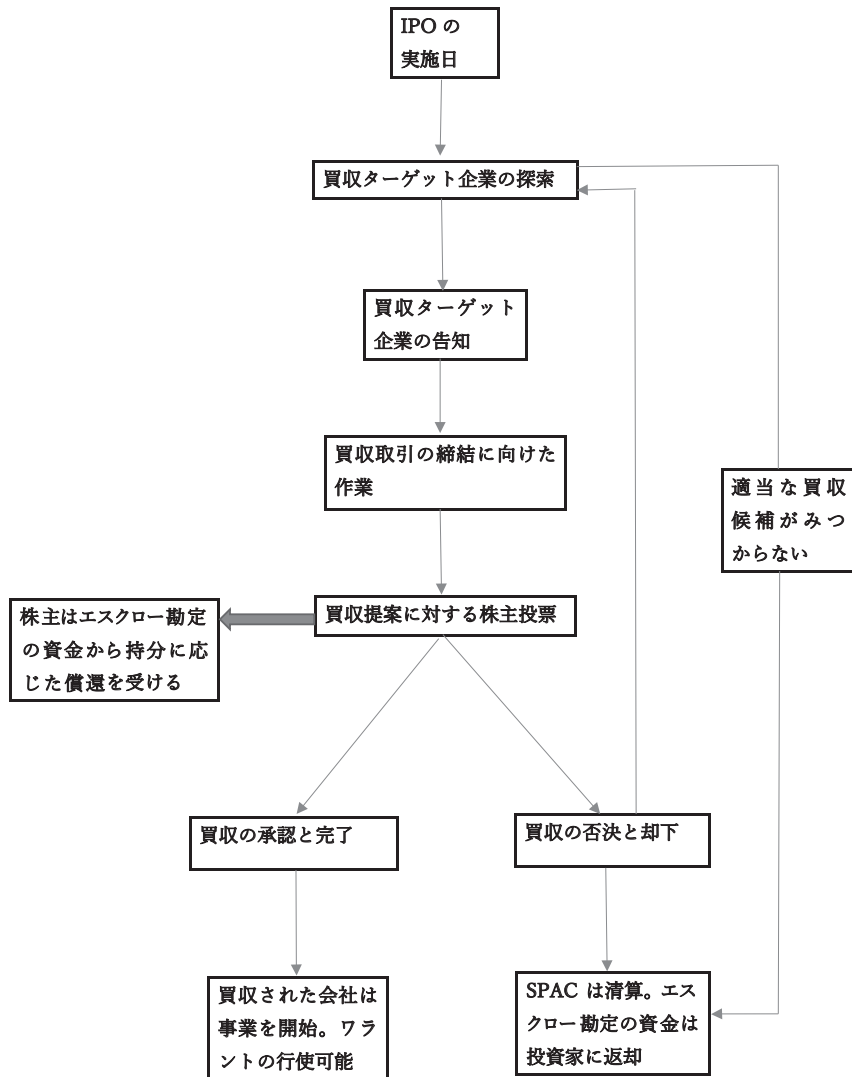 IPO の
実施日
買収ターゲット企業の探索
買収ターゲット
企業の告知
買収取引の締結に向けた
作業
適当な買収
候補がみつ
からない
買収提案に対する株主投票
株主はエスクロー勘定
の資金から持分に応
じた償還を受ける
買収の承認と完了
買収の否決と却下
買収された会社は
事業を開始。ワラ
ントの行使可能
SPAC は清算。エス
クロー勘定の資金は
投資家に返却